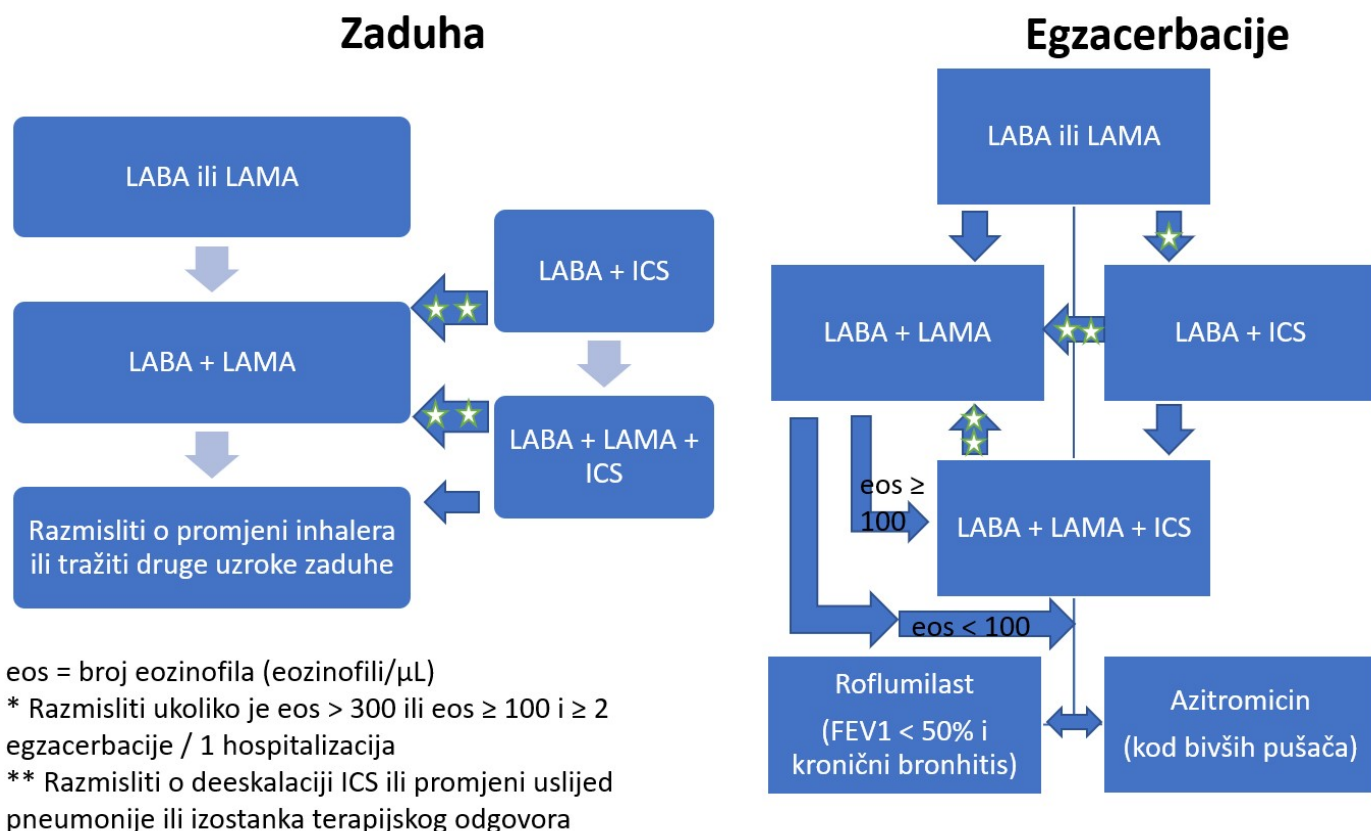 Zaduha
LABA ili LAMA
LABA + ICS
LABA + LAMA
LABA + LAMA +
ICS
Razmisliti o promjeni inhalera
ili tražiti druge uzroke zaduhe
eos = broj eozinofila (eozinofili/µL)
* Razmisliti ukoliko je eos > 300 ili eos ≥ 100 i ≥ 2
egzacerbacije / 1 hospitalizacija
** Razmisliti o deeskalaciji ICS ili promjeni uslijed
pneumonije ili izostanka terapijskog odgovora
Egzacerbacije
LABA ili LAMA
LABA + LAMA
LABA + ICS
eos ≥
100
LABA + LAMA + ICS
eos < 100
Roflumilast
(FEV1 < 50% i
kronični bronhitis)
Azitromicin
(kod bivših pušača)